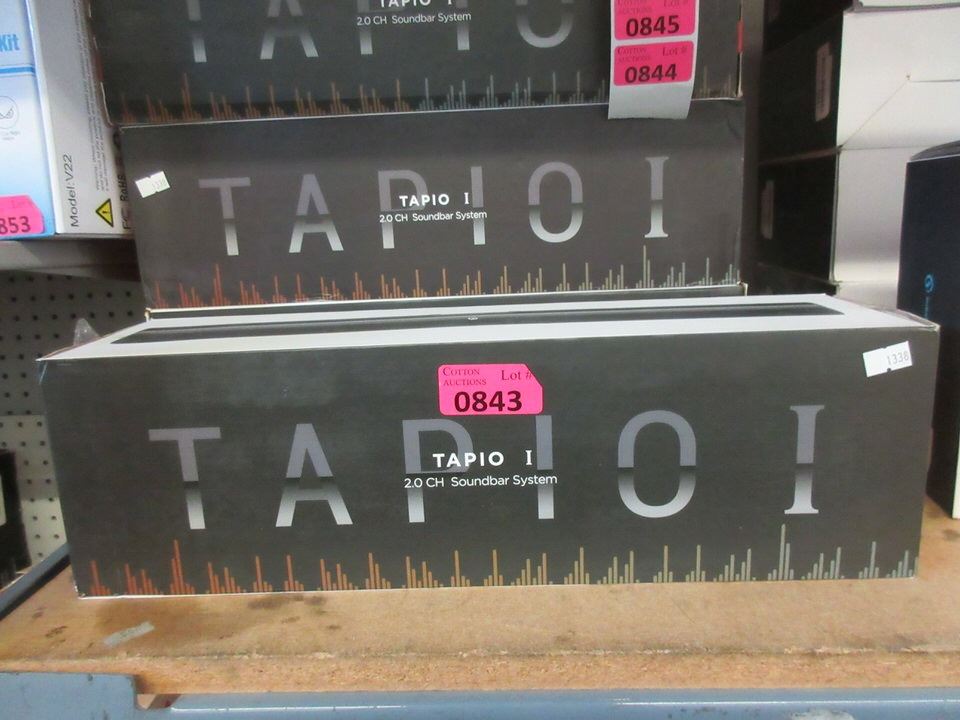 TAPIO I
2.0 CH Soundbar System
COTTON AUCTIONS Lot #
0845
COTTON AUCTIONS Lot #
0844
Kit
Model: V22
RoHS
853
TAPIO I
TAPIO I
2.0 CH Soundbar System
1338
COTTON AUCTIONS Lot #
0843
TAPIO I
TAPIO I
2.0 CH Soundbar System